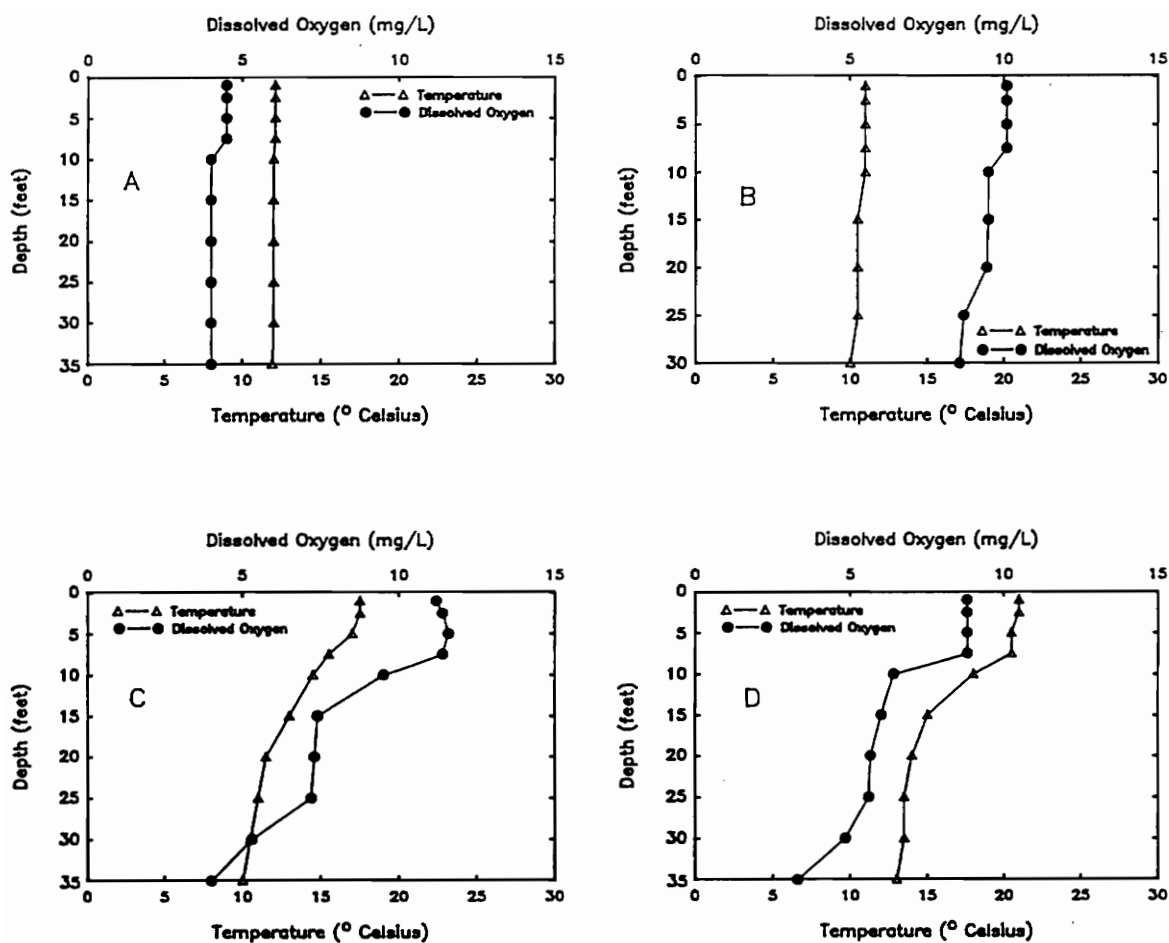 Dissolved Oxygen (mg/L)
0 5 10 15
0
5
10
15
20
25
30
35
Depth (feet)
Temperature
Dissolved Oxygen
A
0 5 10 15 20 25 30
Temperature (° Celsius)
Dissolved Oxygen (mg/L)
0 5 10 15
0
5
10
15
20
25
30
Depth (feet)
B
Temperature
Dissolved Oxygen
0 5 10 15 20 25 30
Temperature (° Celsius)
Dissolved Oxygen (mg/L)
0 5 10 15
0
5
10
15
20
25
30
35
Depth (feet)
Temperature
Dissolved Oxygen
C
0 5 10 15 20 25 30
Temperature (° Celsius)
Dissolved Oxygen (mg/L)
0 5 10 15
0
5
10
15
20
25
30
35
Depth (feet)
Temperature
Dissolved Oxygen
D
0 5 10 15 20 25 30
Temperature (° Celsius)